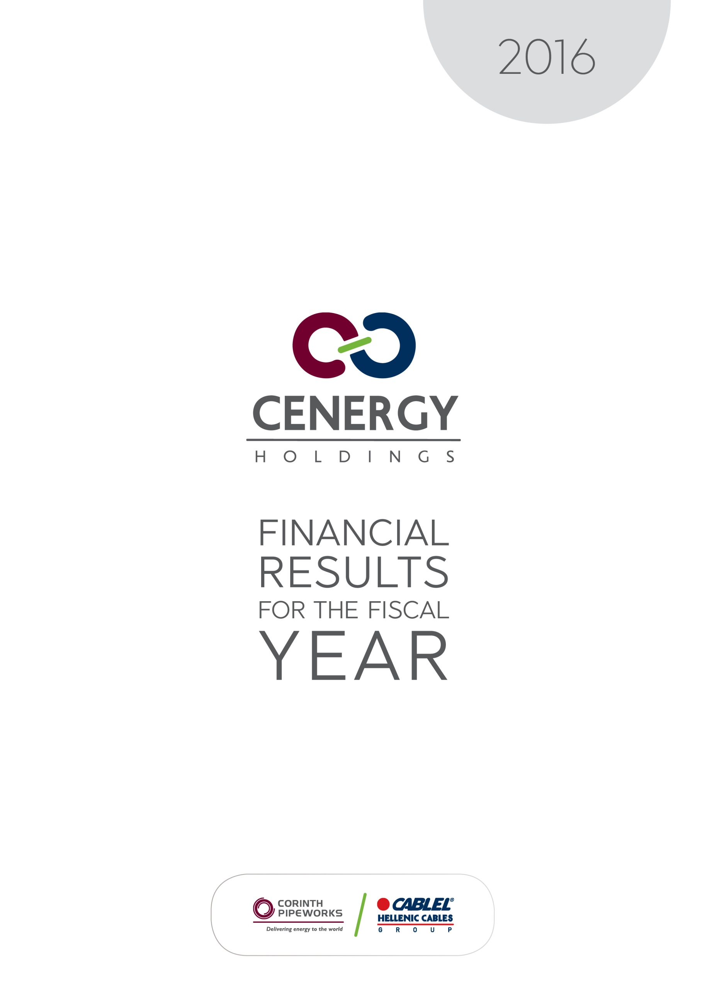 2016
CENERGY
HOLDINGS
FINANCIAL
RESULTS
FOR THE FISCAL
YEAR
CORINTH
PIPEWORKS
Delivering energy to the world
CABLEL®
HELLENIC CABLES
GROUP